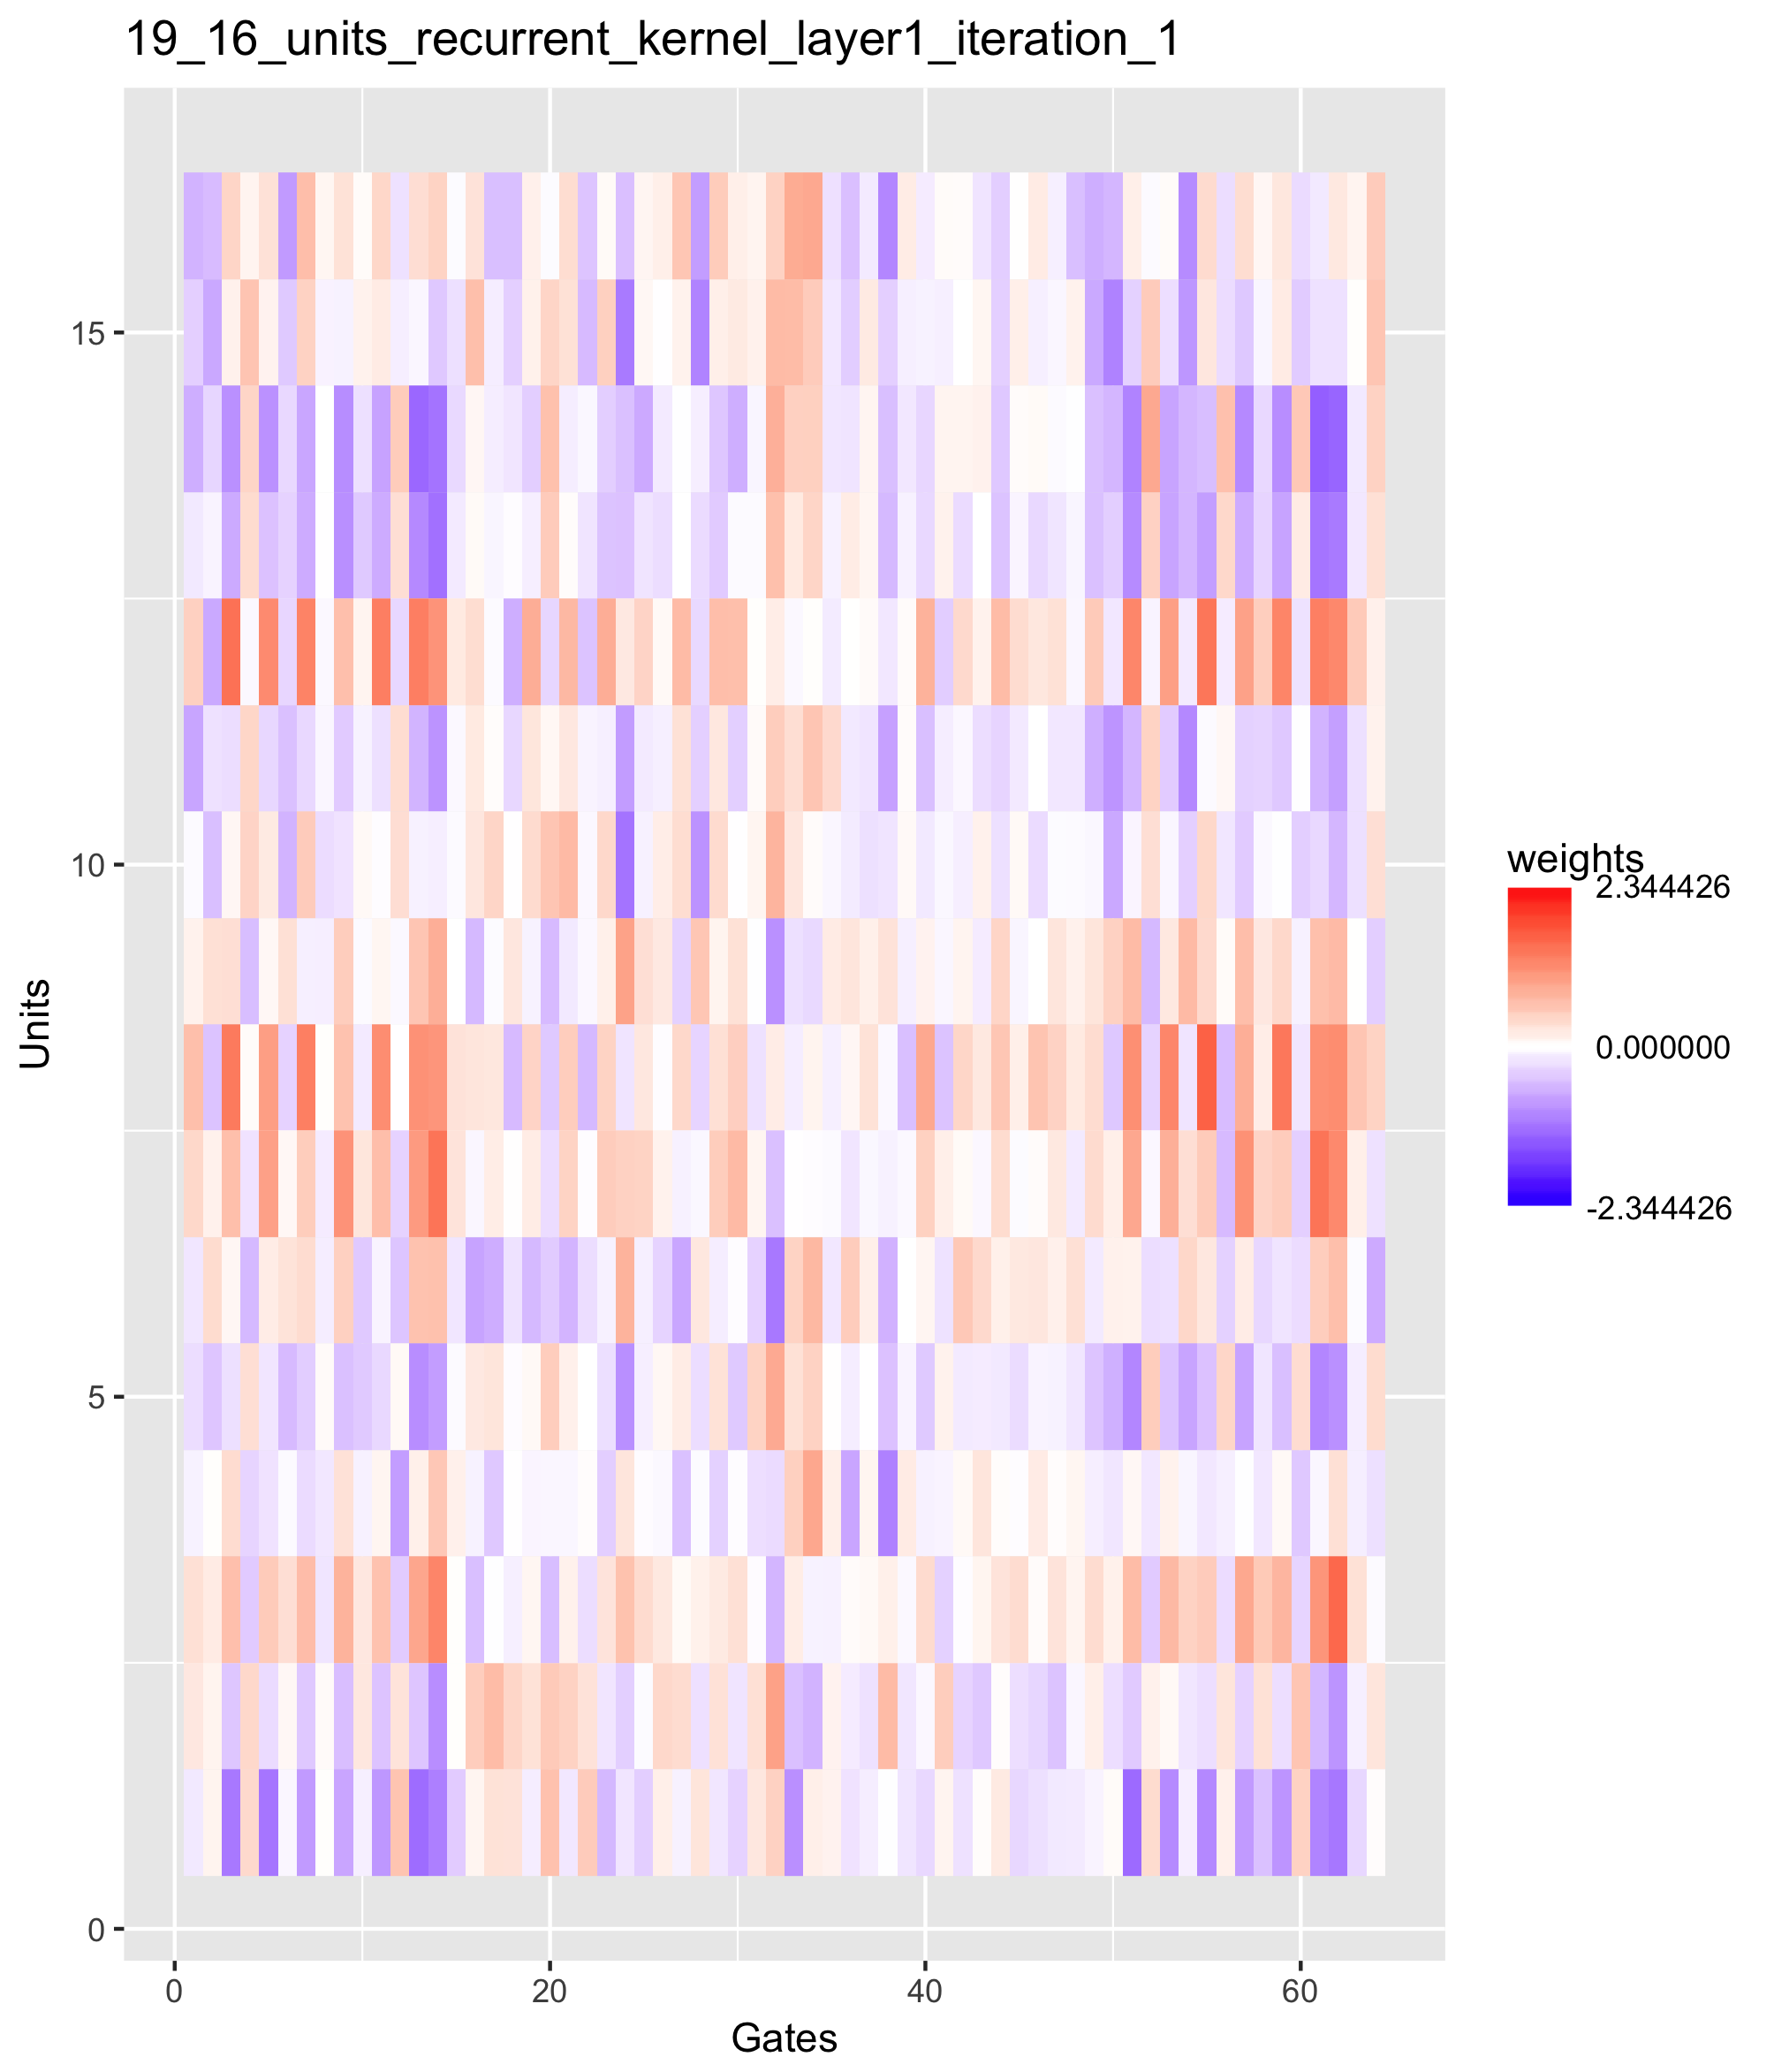 19_16_units_recurrent_kernel_layer1_iteration_1
15
10
5
0
Units
0
20
40
60
Gates
weights
2.344426
0.000000
-2.344426